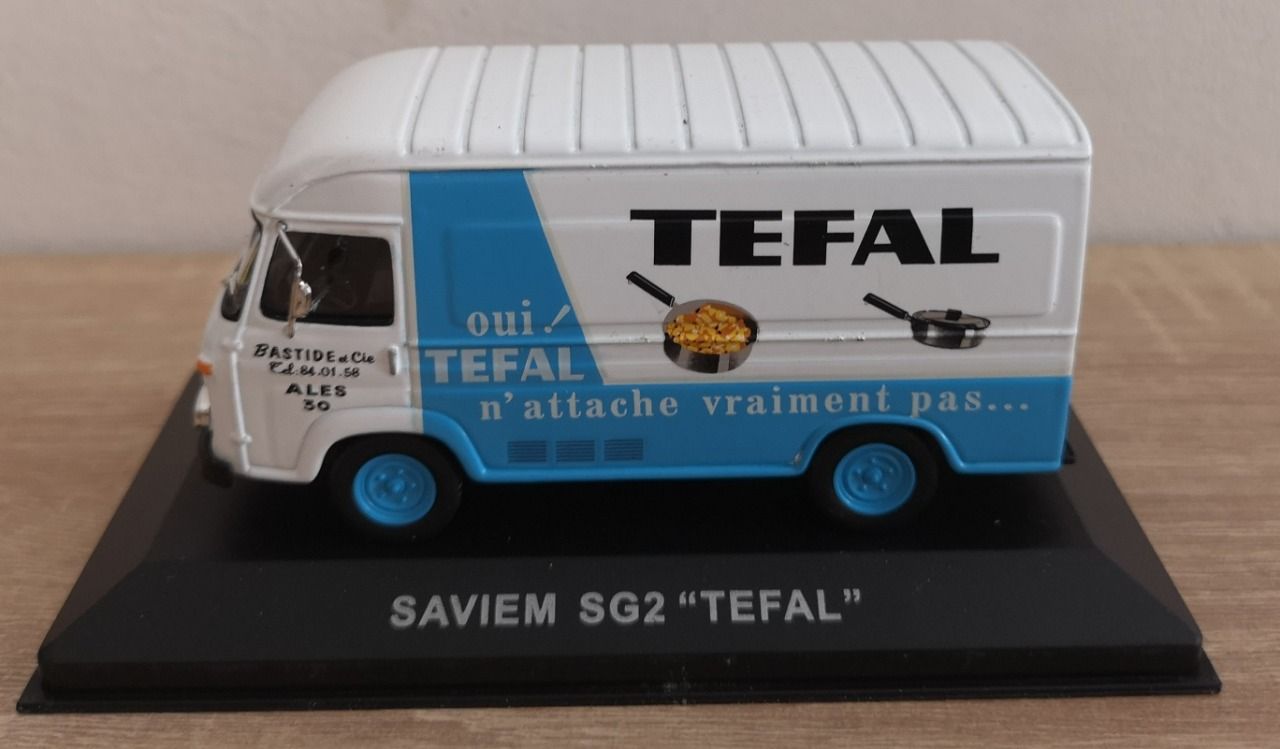 TEFAL
oui!
TEFAL
n'attache vraiment pas...
BASTIDE et Cie
Tel:84.01.58
ALES
30
SAVIEM SG2 “TEFAL”